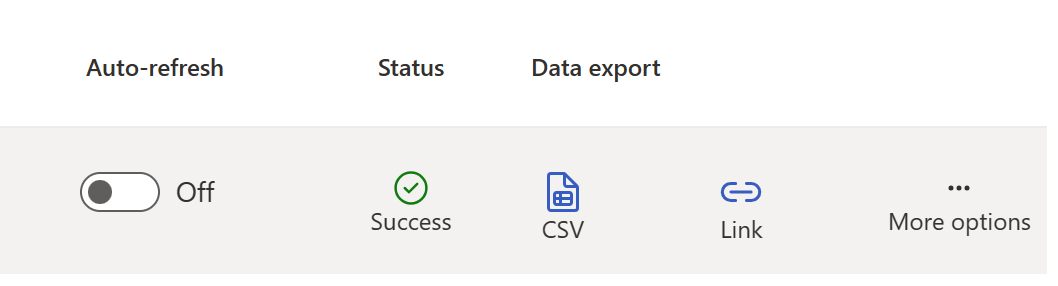 Auto-refresh Status Data export
Off
Success
CSV
Link
More options